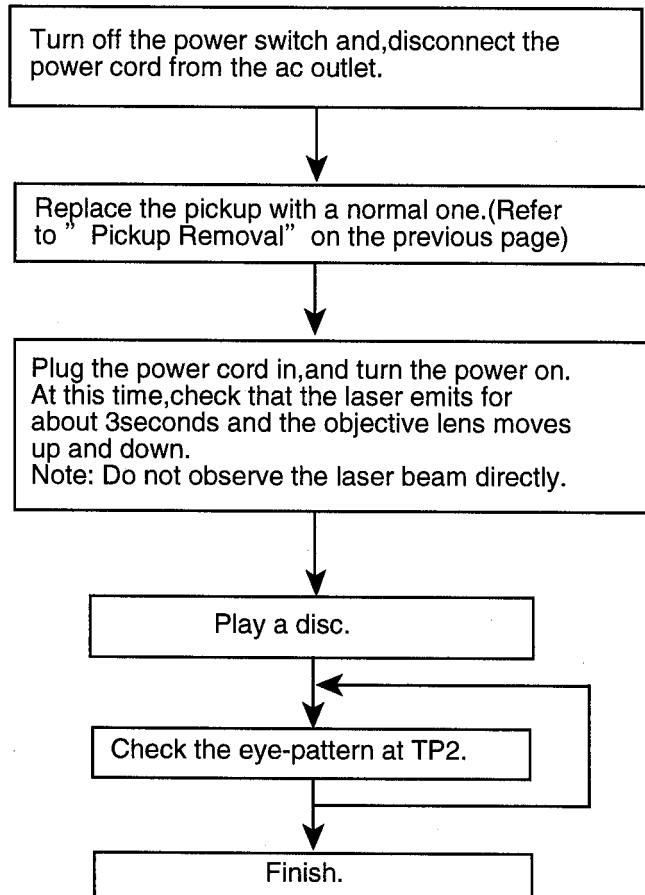 Turn off the power switch and,disconnect the
power cord from the ac outlet.
Replace the pickup with a normal one.(Refer
to ” Pickup Removal” on the previous page)
Plug the power cord in,and turn the power on.
At this time,check that the laser emits for
about 3seconds and the objective lens moves
up and down.
Note: Do not observe the laser beam directly.
Play a disc.
Check the eye-pattern at TP2.
Finish.